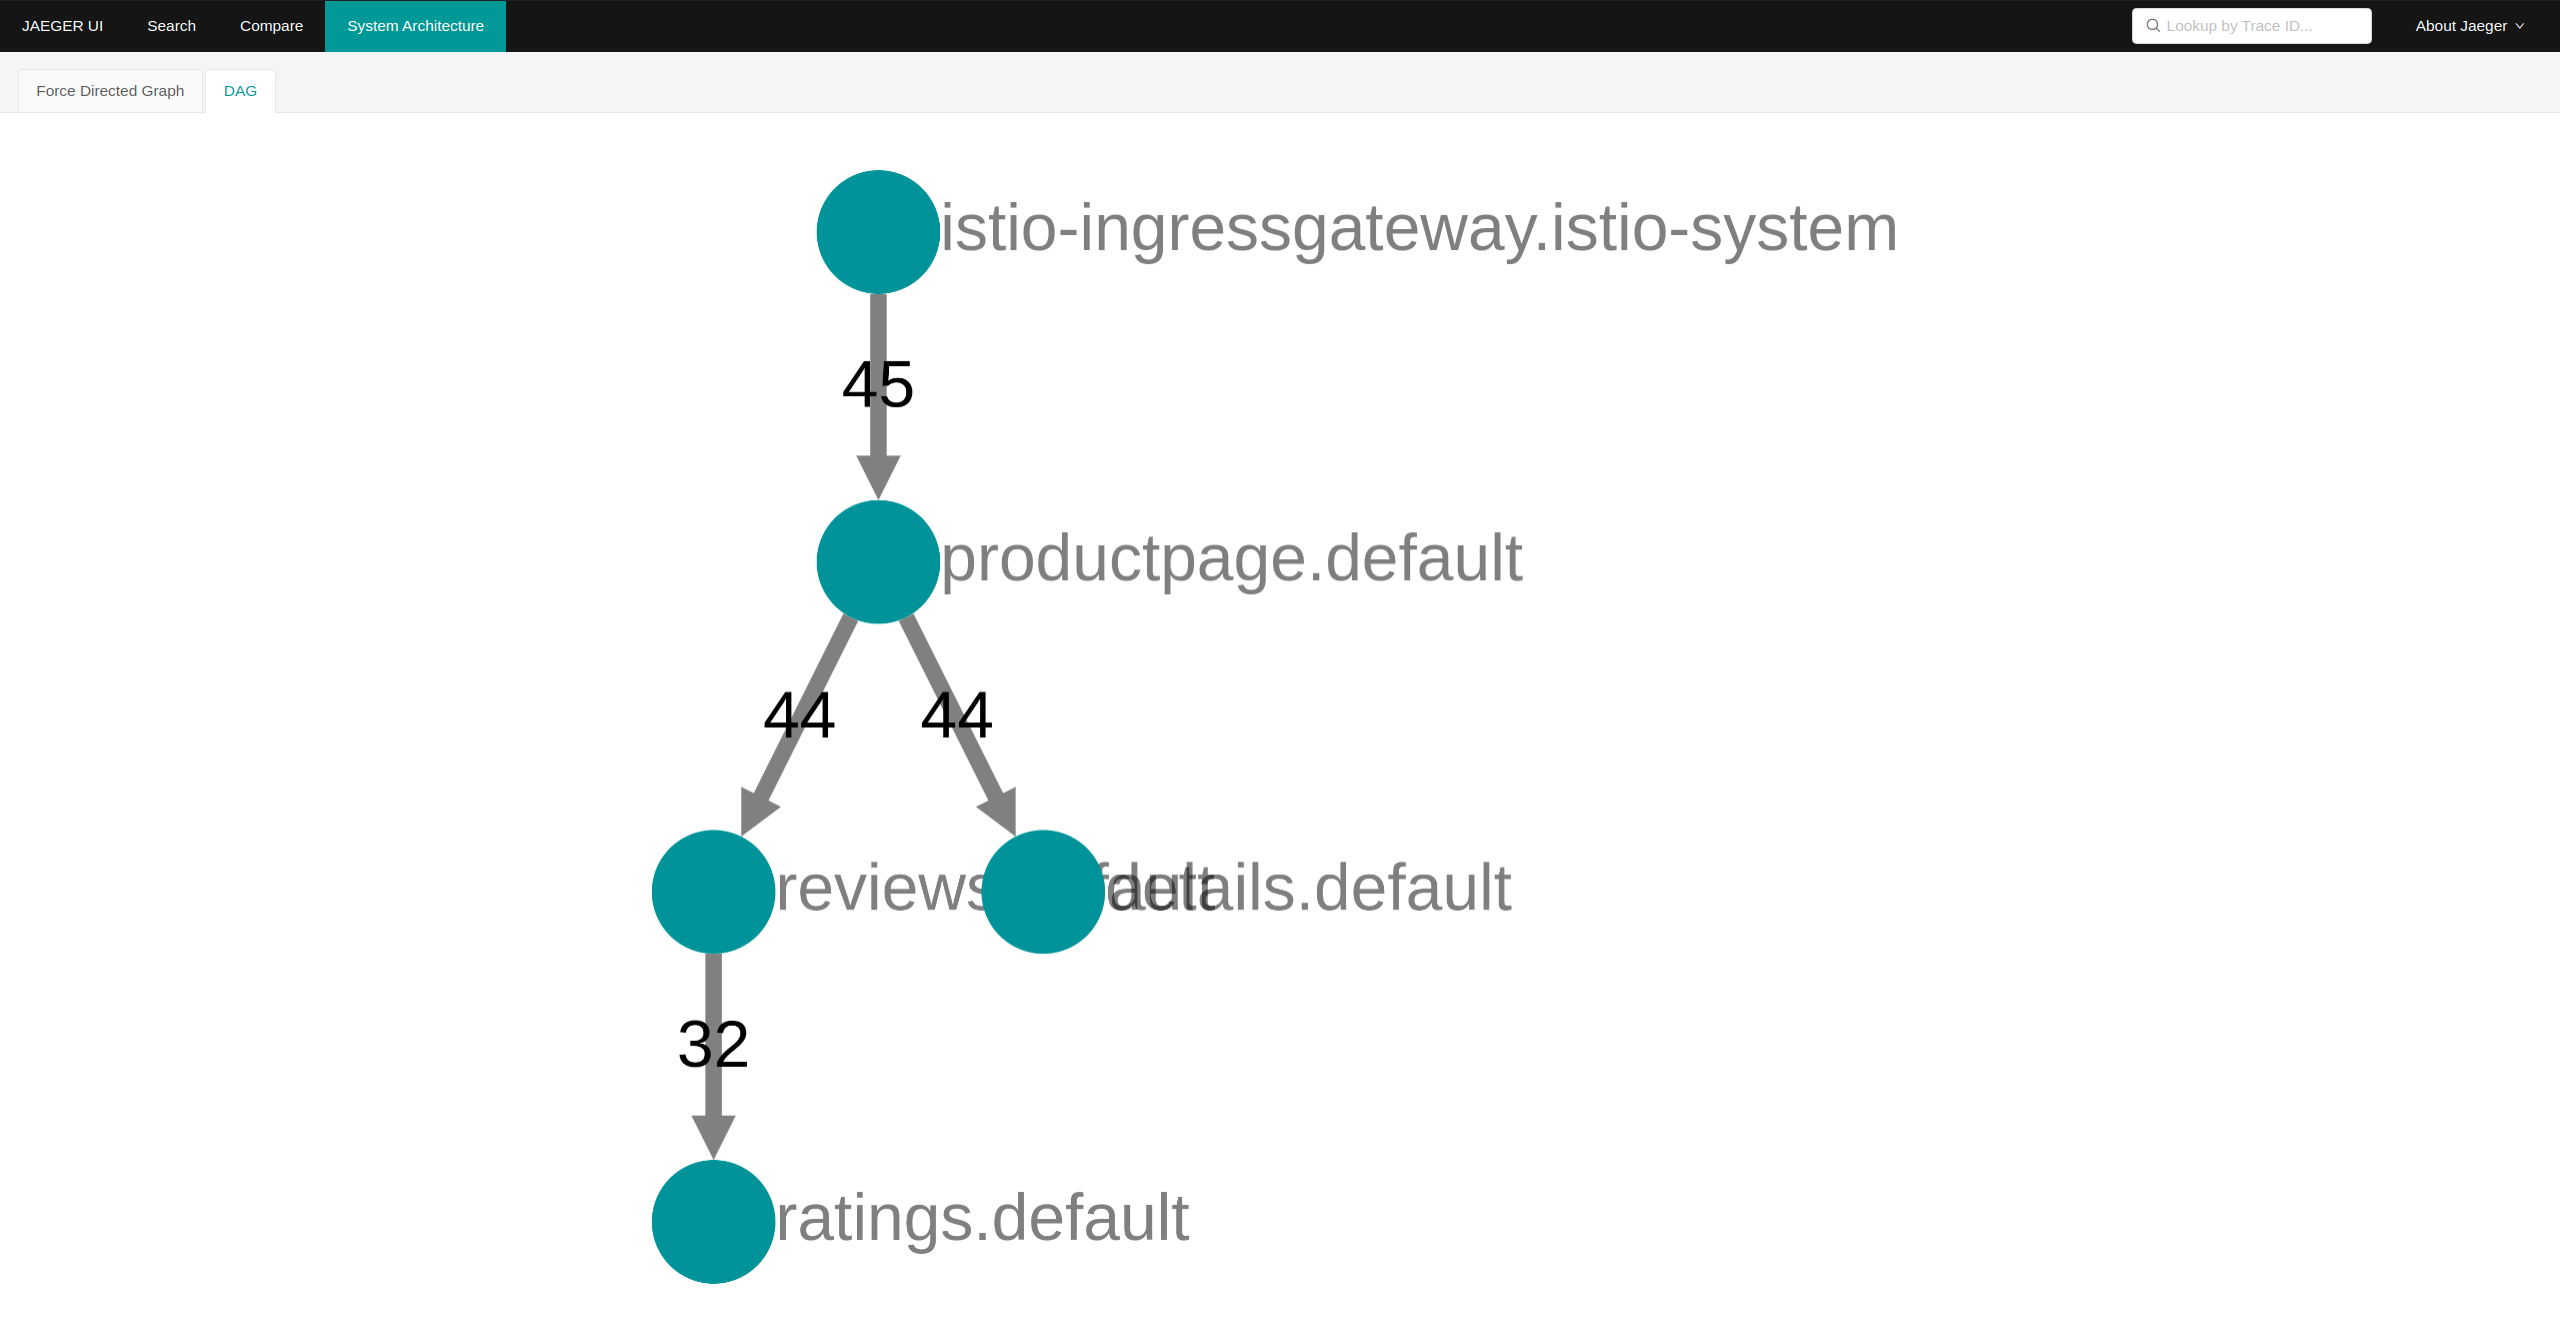 JAEGER UI Search Compare System Architecture Lookup by Trace ID... About Jaeger
Force Directed Graph DAG
istio-ingressgateway.istio-system
45
productpage.default
44 44
reviews details.default
32
ratings.default